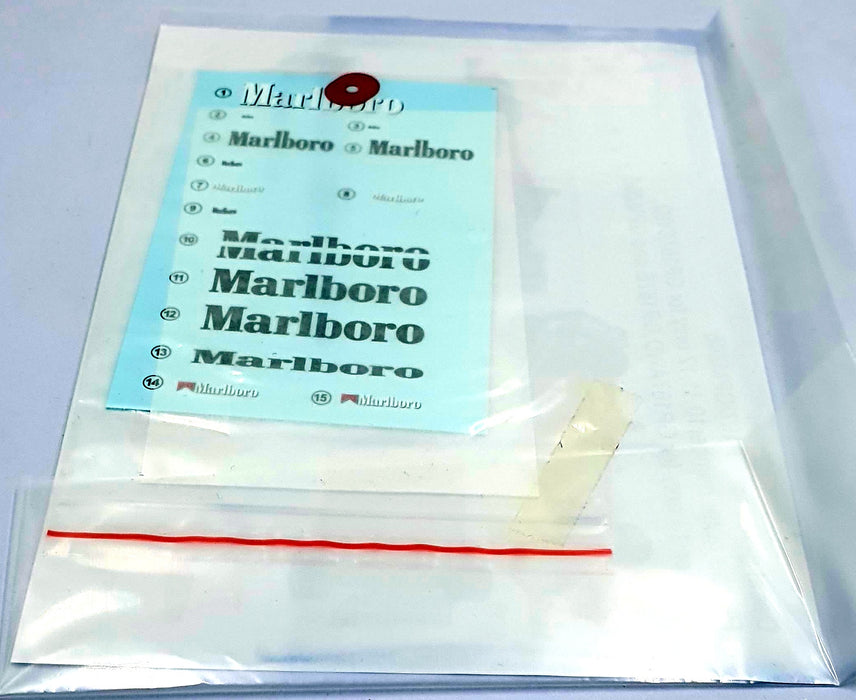 1 Marlboro
2 3
4 Marlboro 5 Marlboro
6
7 Marlboro 8 Marlboro
9
10 Marlboro
11 Marlboro
12 Marlboro
13 Marlboro
14 Marlboro 15 Marlboro